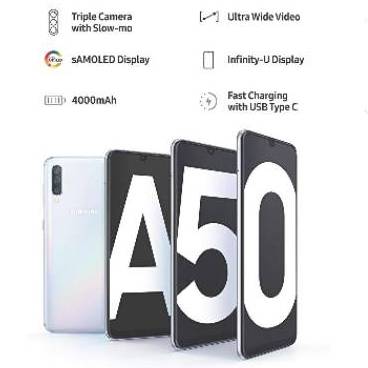 Triple Camera
with Slow-mo
Ultra Wide Video
sAMOLED Display
Infinity-U Display
4000mAh
Fast Charging
with USB Type C
SAMSUNG
A50